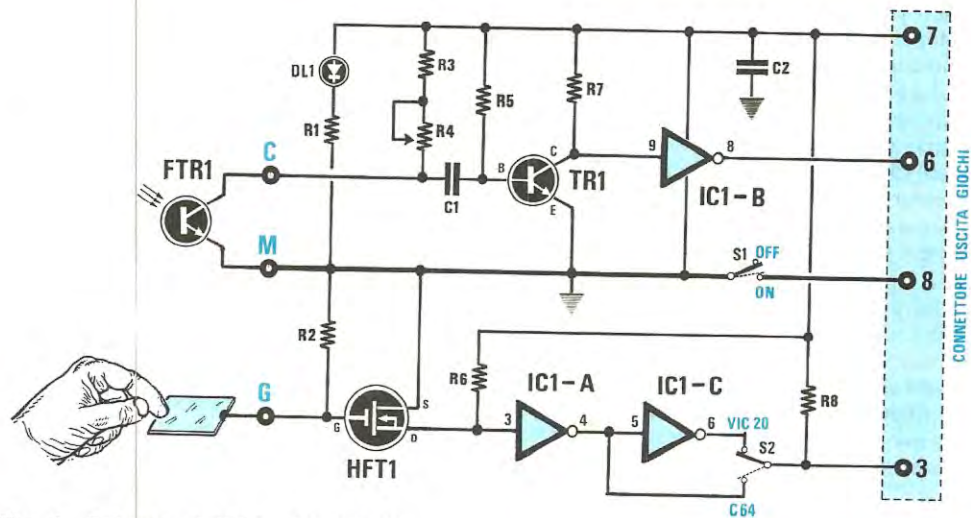 7
DL1
R3
C2
R1
R4
R5
R7
C
FTR1
B
C
E
TR1
C1
9
8
IC1-B
6
M
S1 OFF
ON
8
R2
R6
IC1-A
IC1-C
R8
G
G
S
D
HFT1
3
4
5
6
VIC 20
S2
C64
3
CONNETTORE USCITA GIOCHI